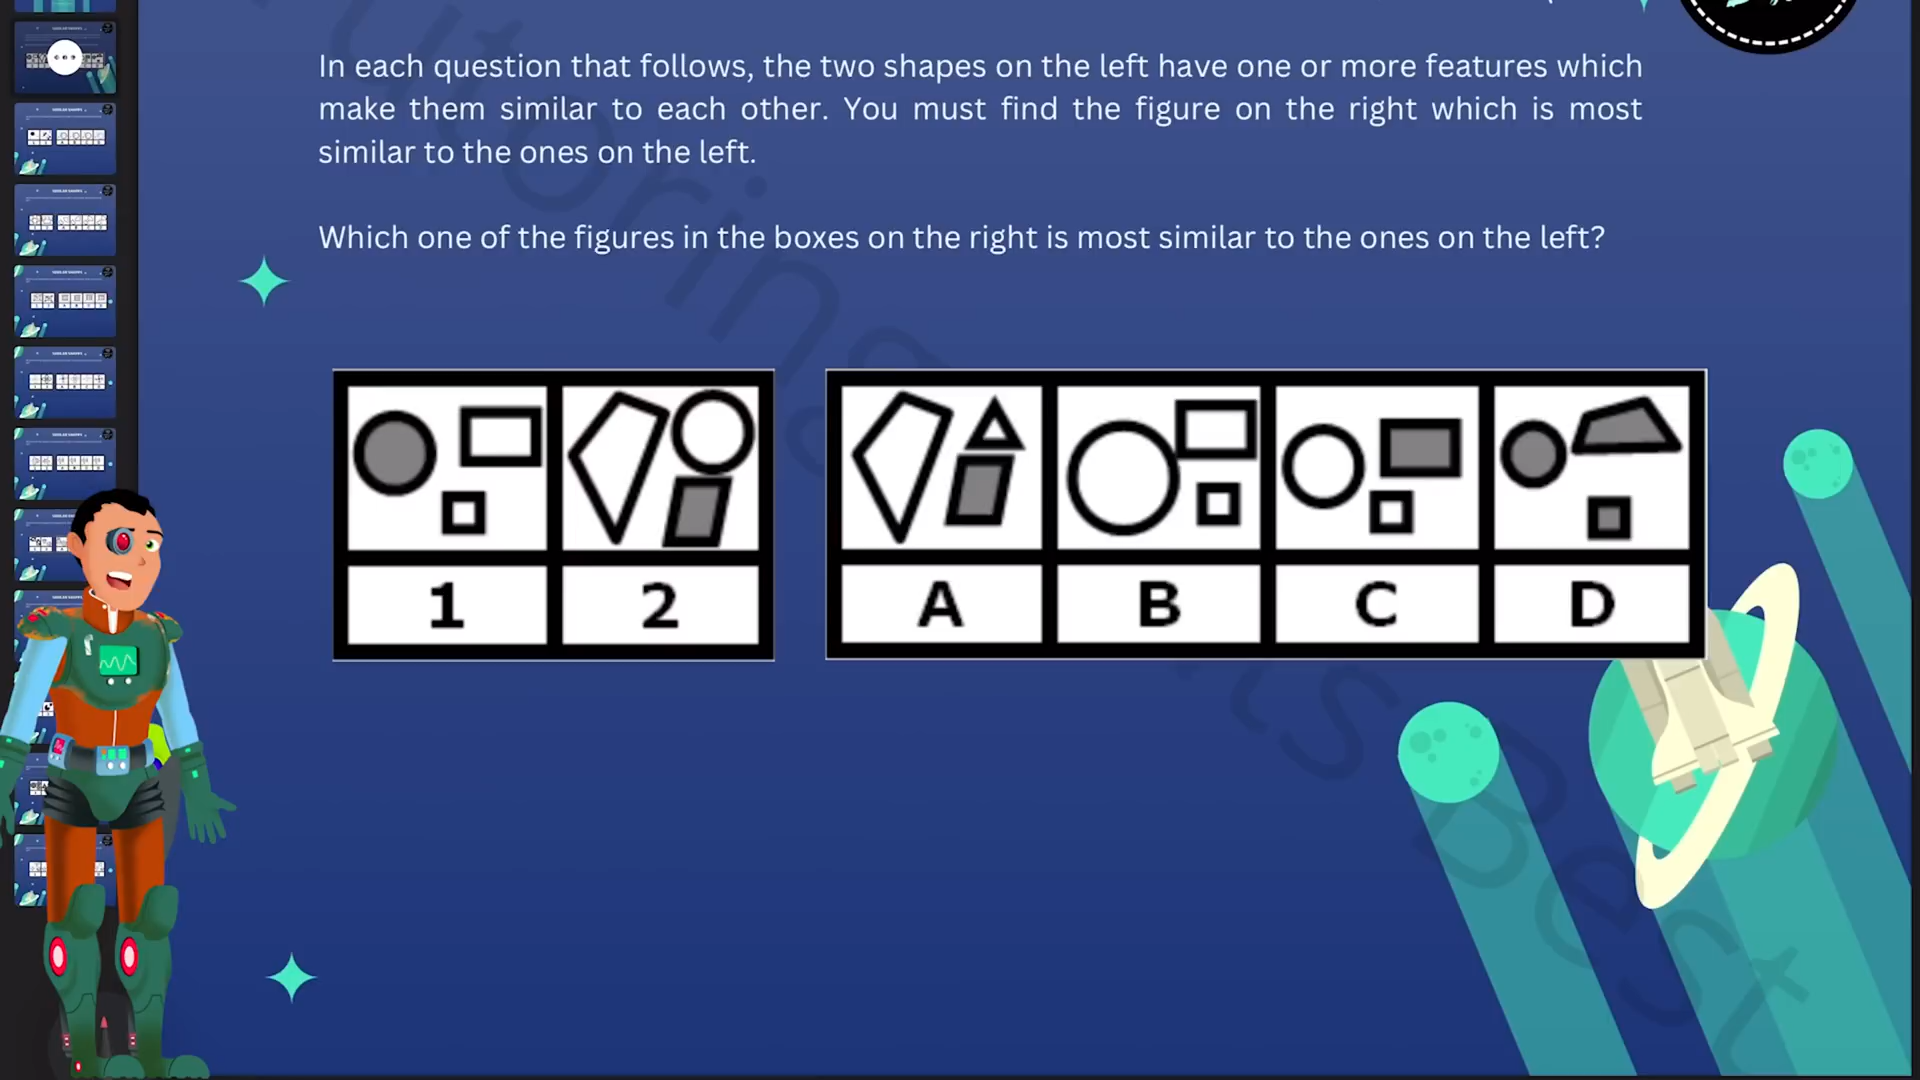 In each question that follows, the two shapes on the left have one or more features which
make them similar to each other. You must find the figure on the right which is most
similar to the ones on the left.
Which one of the figures in the boxes on the right is most similar to the ones on the left?
1 2 A B C D